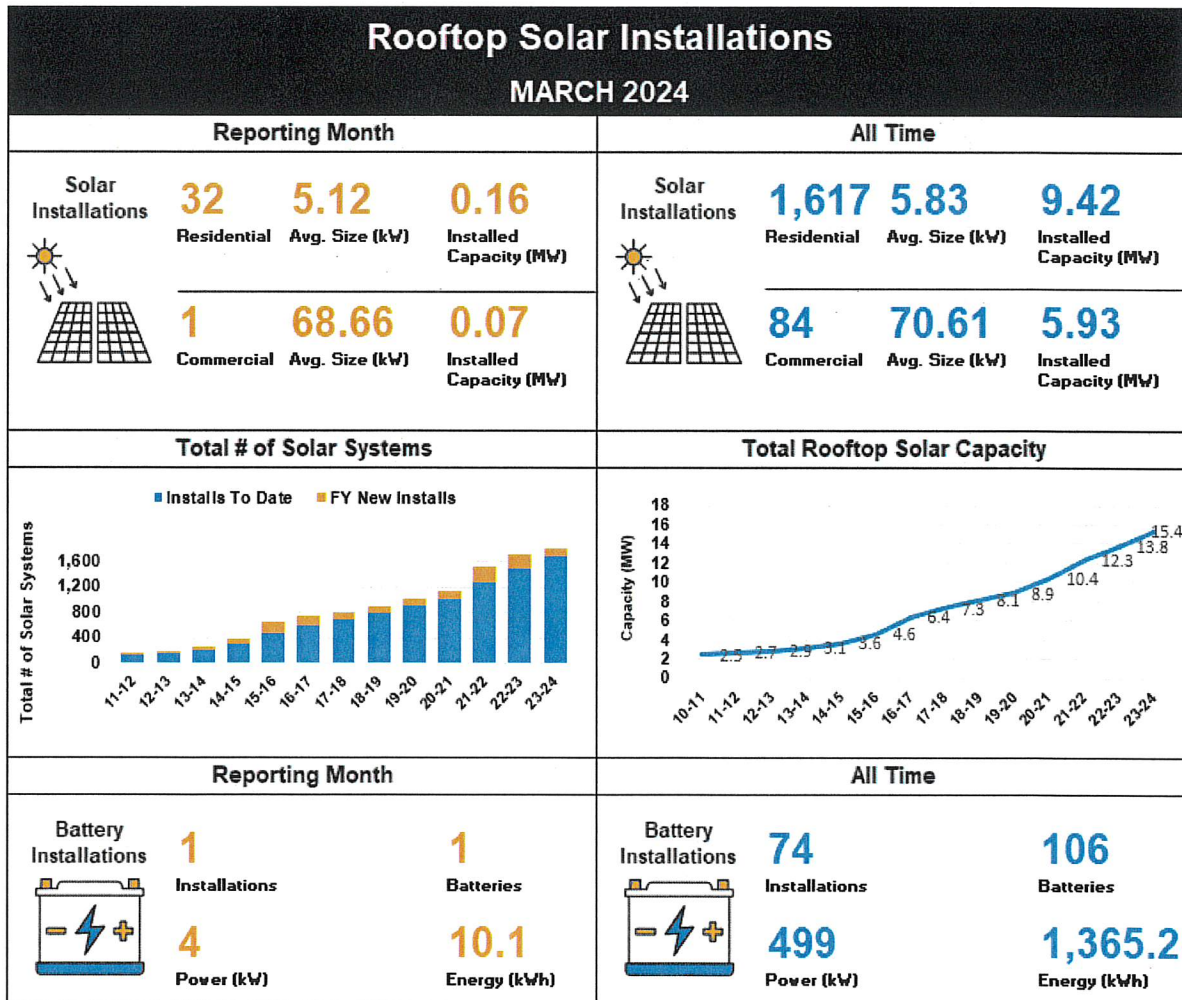 Rooftop Solar Installations
MARCH 2024
Reporting Month
Solar
Installations
32 5.12 0.16
Residential Avg. Size (kW) Installed
Capacity (MW)
1 68.66 0.07
Commercial Avg. Size (kW) Installed
Capacity (MW)
All Time
Solar
Installations
1,617 5.83 9.42
Residential Avg. Size (kW) Installed
Capacity (MW)
84 70.61 5.93
Commercial Avg. Size (kW) Installed
Capacity (MW)
Total # of Solar Systems
Installs To Date FY New Installs
Total # of Solar Systems
1,600
1,200
800
400
0
11-12 12-13 13-14 14-15 15-16 16-17 17-18 18-19 19-20 20-21 21-22 22-23 23-24
Total Rooftop Solar Capacity
Capacity (MW)
18
16
14
12
10
8
6
4
2
0
2.5 2.7 2.9 3.1 3.6 4.6 6.4 7.3 8.1 8.9 10.4 12.3 13.8 15.4
10-11 11-12 12-13 13-14 14-15 15-16 16-17 17-18 18-19 19-20 20-21 21-22 22-23 23-24
Reporting Month
Battery
Installations
1 1
Installations Batteries
4 10.1
Power (kW) Energy (kWh)
All Time
Battery
Installations
74 106
Installations Batteries
499 1,365.2
Power (kW) Energy (kWh)